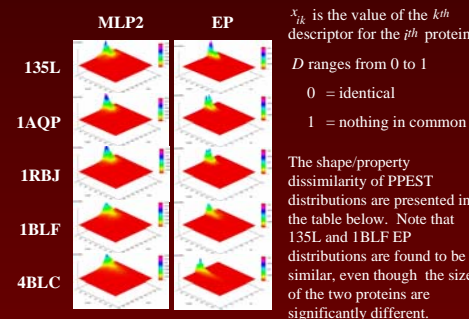 MLP2 EP
135L
1AQP
1RBJ
1BLF
4BLC
x_ik is the value of the kth
descriptor for the ith protein
D ranges from 0 to 1
0 = identical
1 = nothing in common
The shape/property
dissimilarity of PPEST
distributions are presented in
the table below. Note that
135L and 1BLF EP
distributions are found to be
similar, even though the size
of the two proteins are
significantly different.